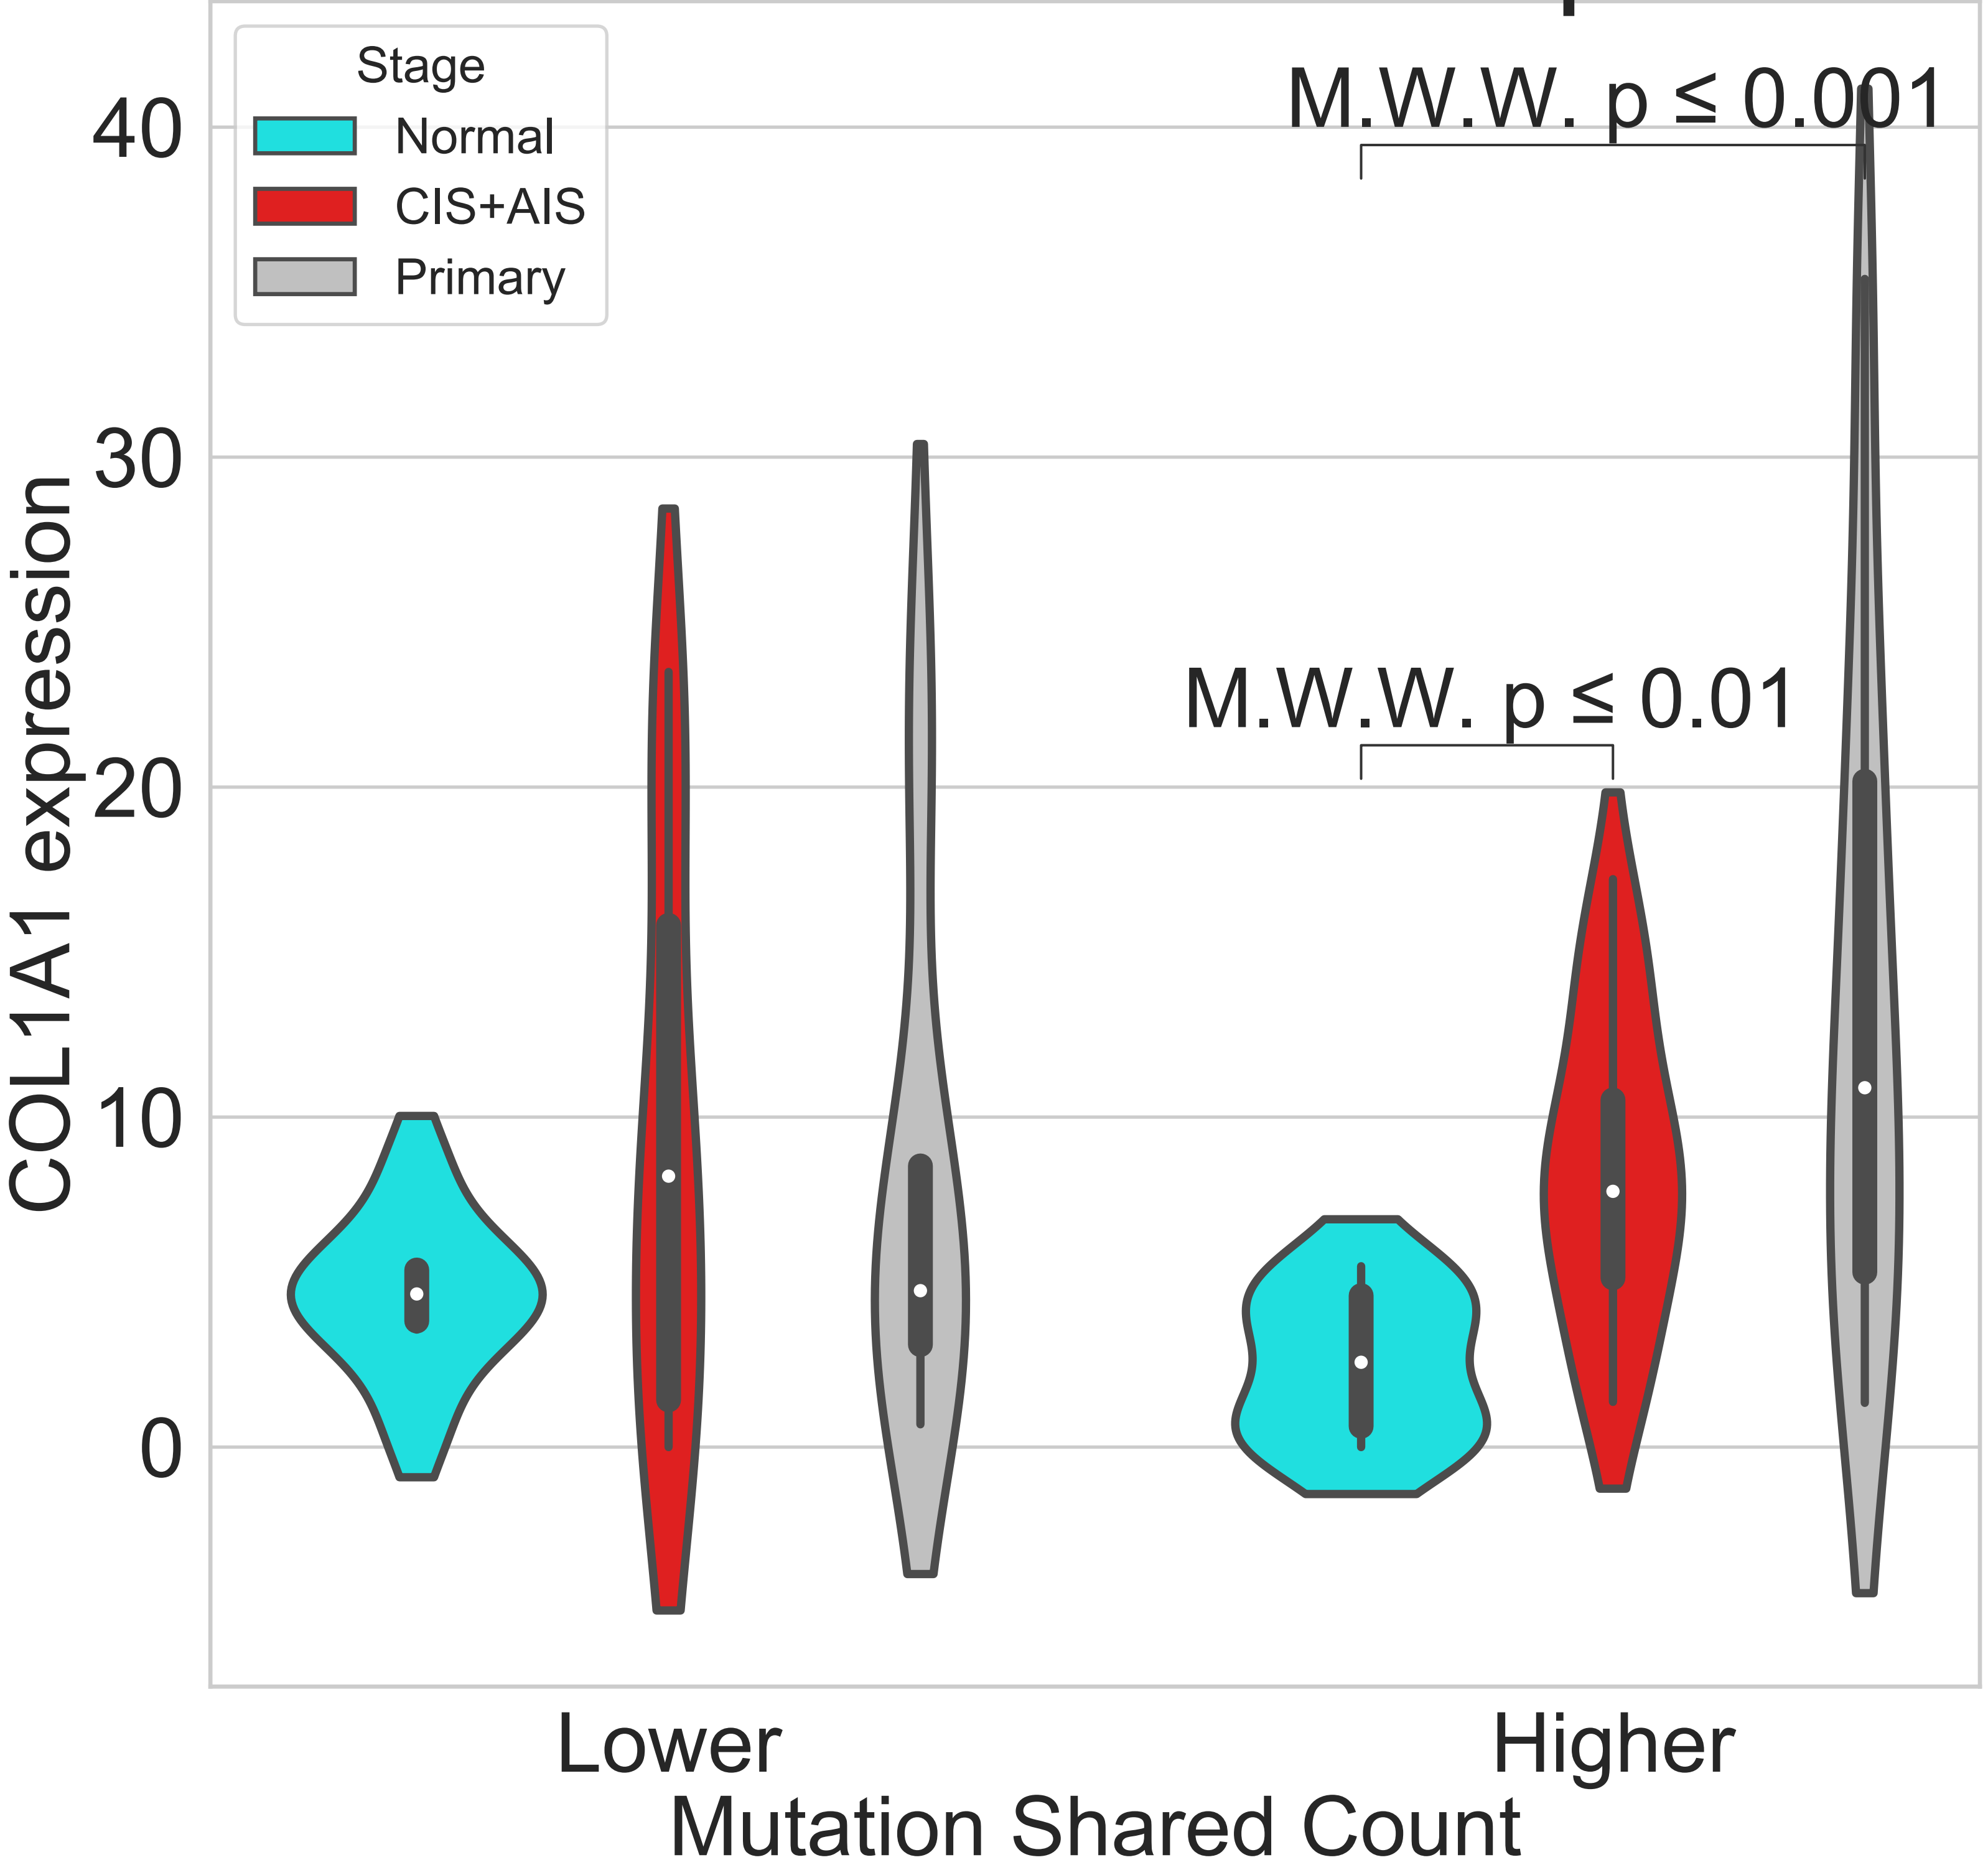 Stage
Normal
CIS+AIS
Primary
M.W.W. p ≤ 0.001
M.W.W. p ≤ 0.01
40
30
20
10
0
COL1A1 expression
Lower
Higher
Mutation Shared Count